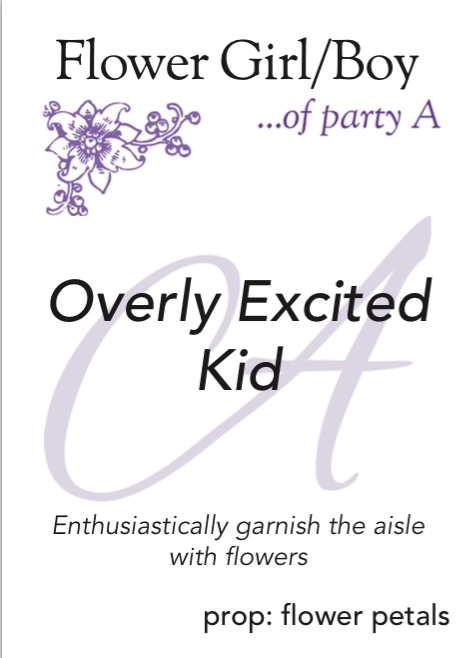 Flower Girl/Boy
...of party A
A
Overly Excited
Kid
Enthusiastically garnish the aisle
with flowers
prop: flower petals